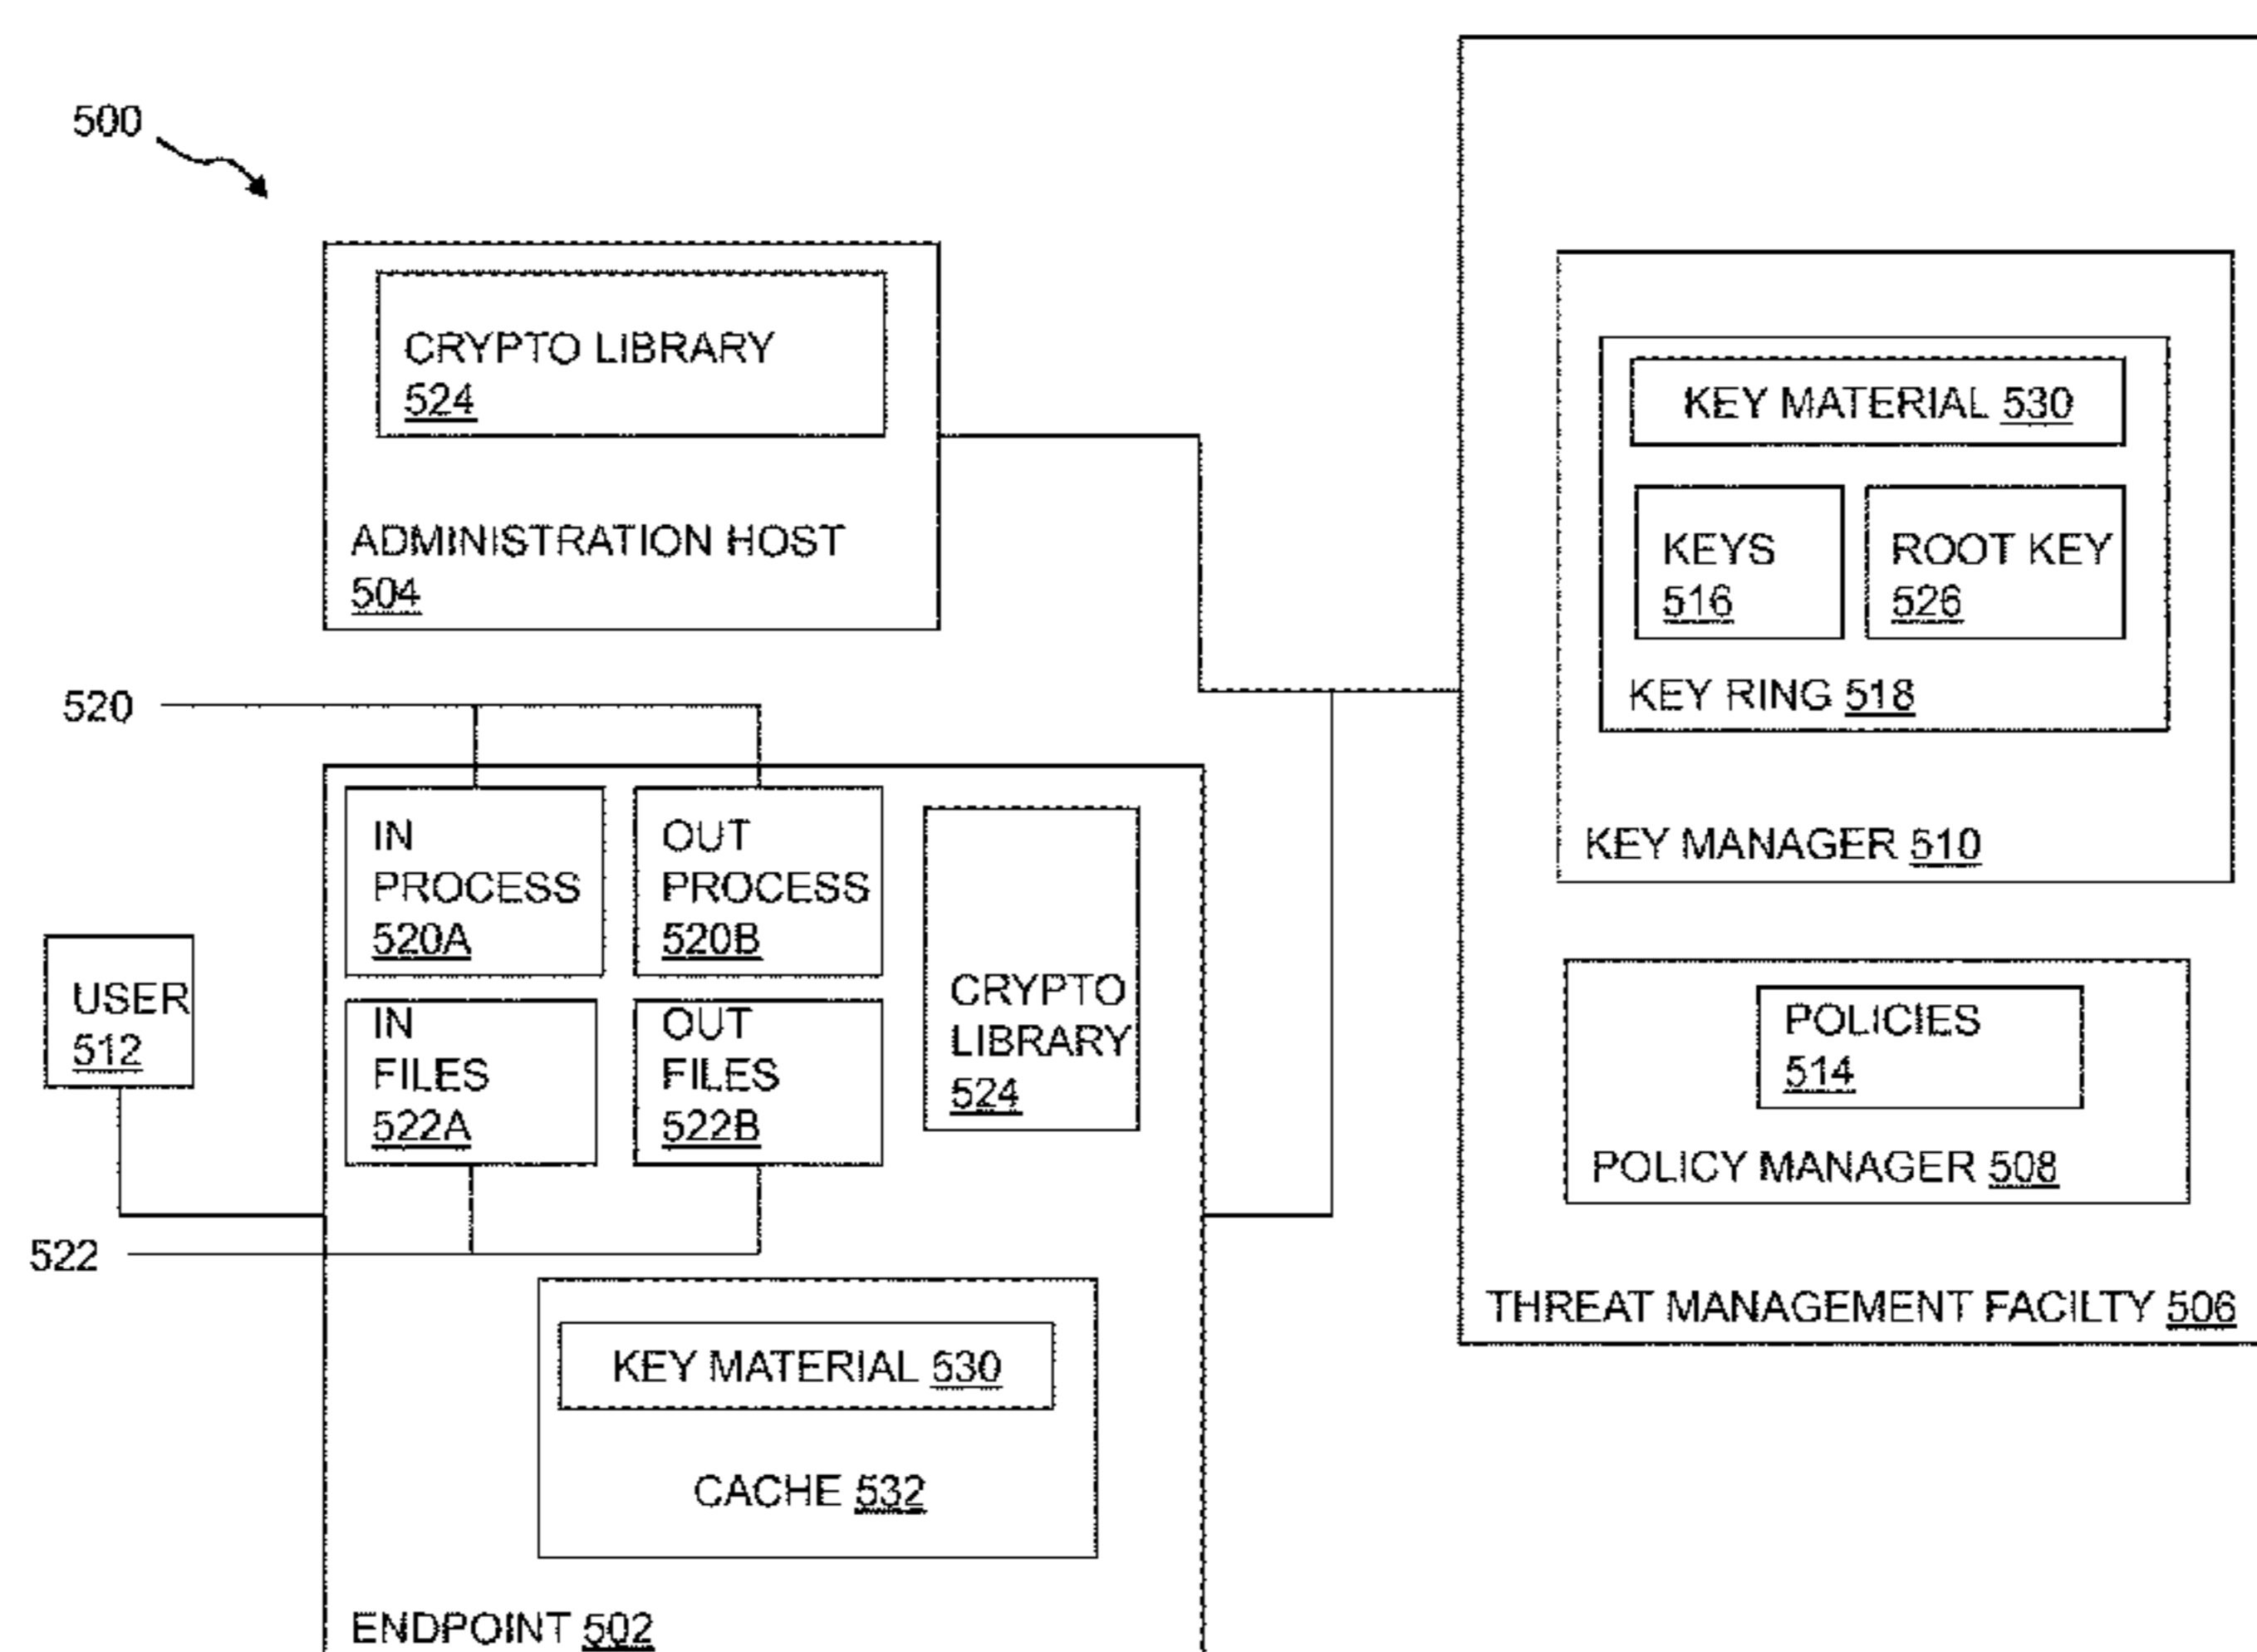 500
CRYPTO LIBRARY
524
ADMINISTRATION HOST
504
520
IN
PROCESS
520A
OUT
PROCESS
520B
CRYPTO
LIBRARY
524
IN
FILES
522A
OUT
FILES
522B
USER
512
522
KEY MATERIAL 530
CACHE 532
ENDPOINT 502
KEY MATERIAL 530
KEYS
516
ROOT KEY
526
KEY RING 518
KEY MANAGER 510
POLICIES
514
POLICY MANAGER 508
THREAT MANAGEMENT FACILTY 506